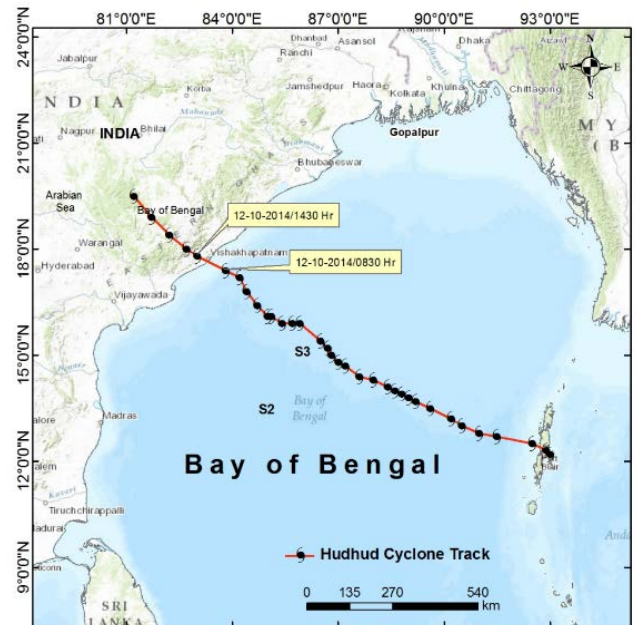 84°0'0"E
87°0'0"E
90°0'0"E
93°0'0"E
24°0'0"N
21°0'0"N
18°0'0"N
15°0'0"N
12°0'0"N
9°0'0"N
N
W E
S
Dhanbad
Asansol
Dhaka
Jabalpur
Ranchi
Korba
Jamshedpur
Haora
Kolkata
Khulna
Chittagong
N D I A
INDIA
Bhilai
Mahanadi
Gopalpur
M Y
(B
Nagpur
Brahmani
Bhubaneswar
Arabian
Sea
Bay of Bengal
12-10-2014/1430 Hr
Warangal
Vishakhapatnam
12-10-2014/0830 Hr
Hyderabad
Vijayawada
S3
S2
Bay of
Bengal
Madras
Bay of Bengal
Kaveri
Tiruchchirappalli
Hudhud Cyclone Track
0 135 270 540
km
SRI
LANKA